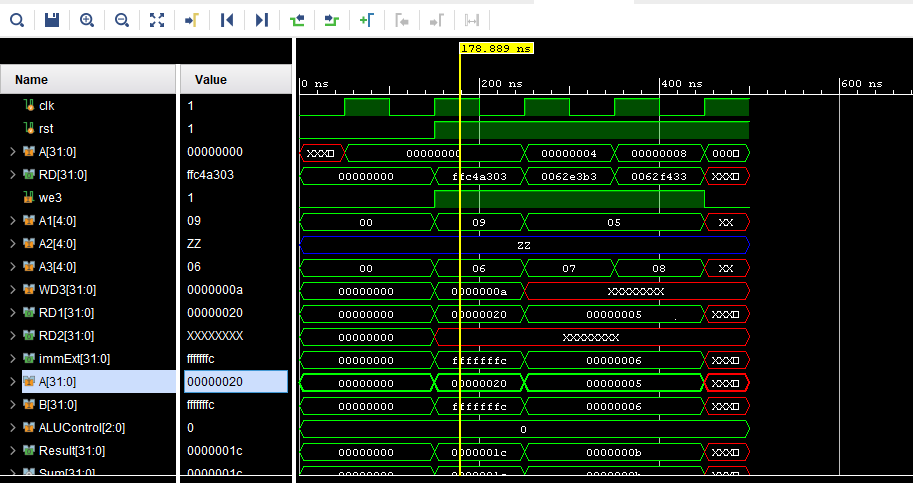 178.889 ns
Name Value
0 ns 200 ns 400 ns 600 ns
clk 1
rst 1
A[31:0] 00000000 XXX 00000000 00000004 00000008 000
RD[31:0] ffc4a303 00000000 ffc4a303 0062e3b3 0062f433 XXX
we3 1
A1[4:0] 09 00 09 05 XX
A2[4:0] ZZ ZZ
A3[4:0] 06 00 06 07 08 XX
WD3[31:0] 0000000a 00000000 0000000a XXXXXXXX
RD1[31:0] 00000020 00000000 00000020 00000005 XXX
RD2[31:0] XXXXXXXX 00000000 XXXXXXXX
immExt[31:0] fffffffc 00000000 fffffffc 00000006 XXX
A[31:0] 00000020 00000000 00000020 00000005 XXX
B[31:0] fffffffc 00000000 fffffffc 00000006 XXX
ALUControl[2:0] 0 0
Result[31:0] 0000001c 00000000 0000001c 0000000b XXX
Sum[31:0] 0000001c 00000000 0000001c 0000000b XXX